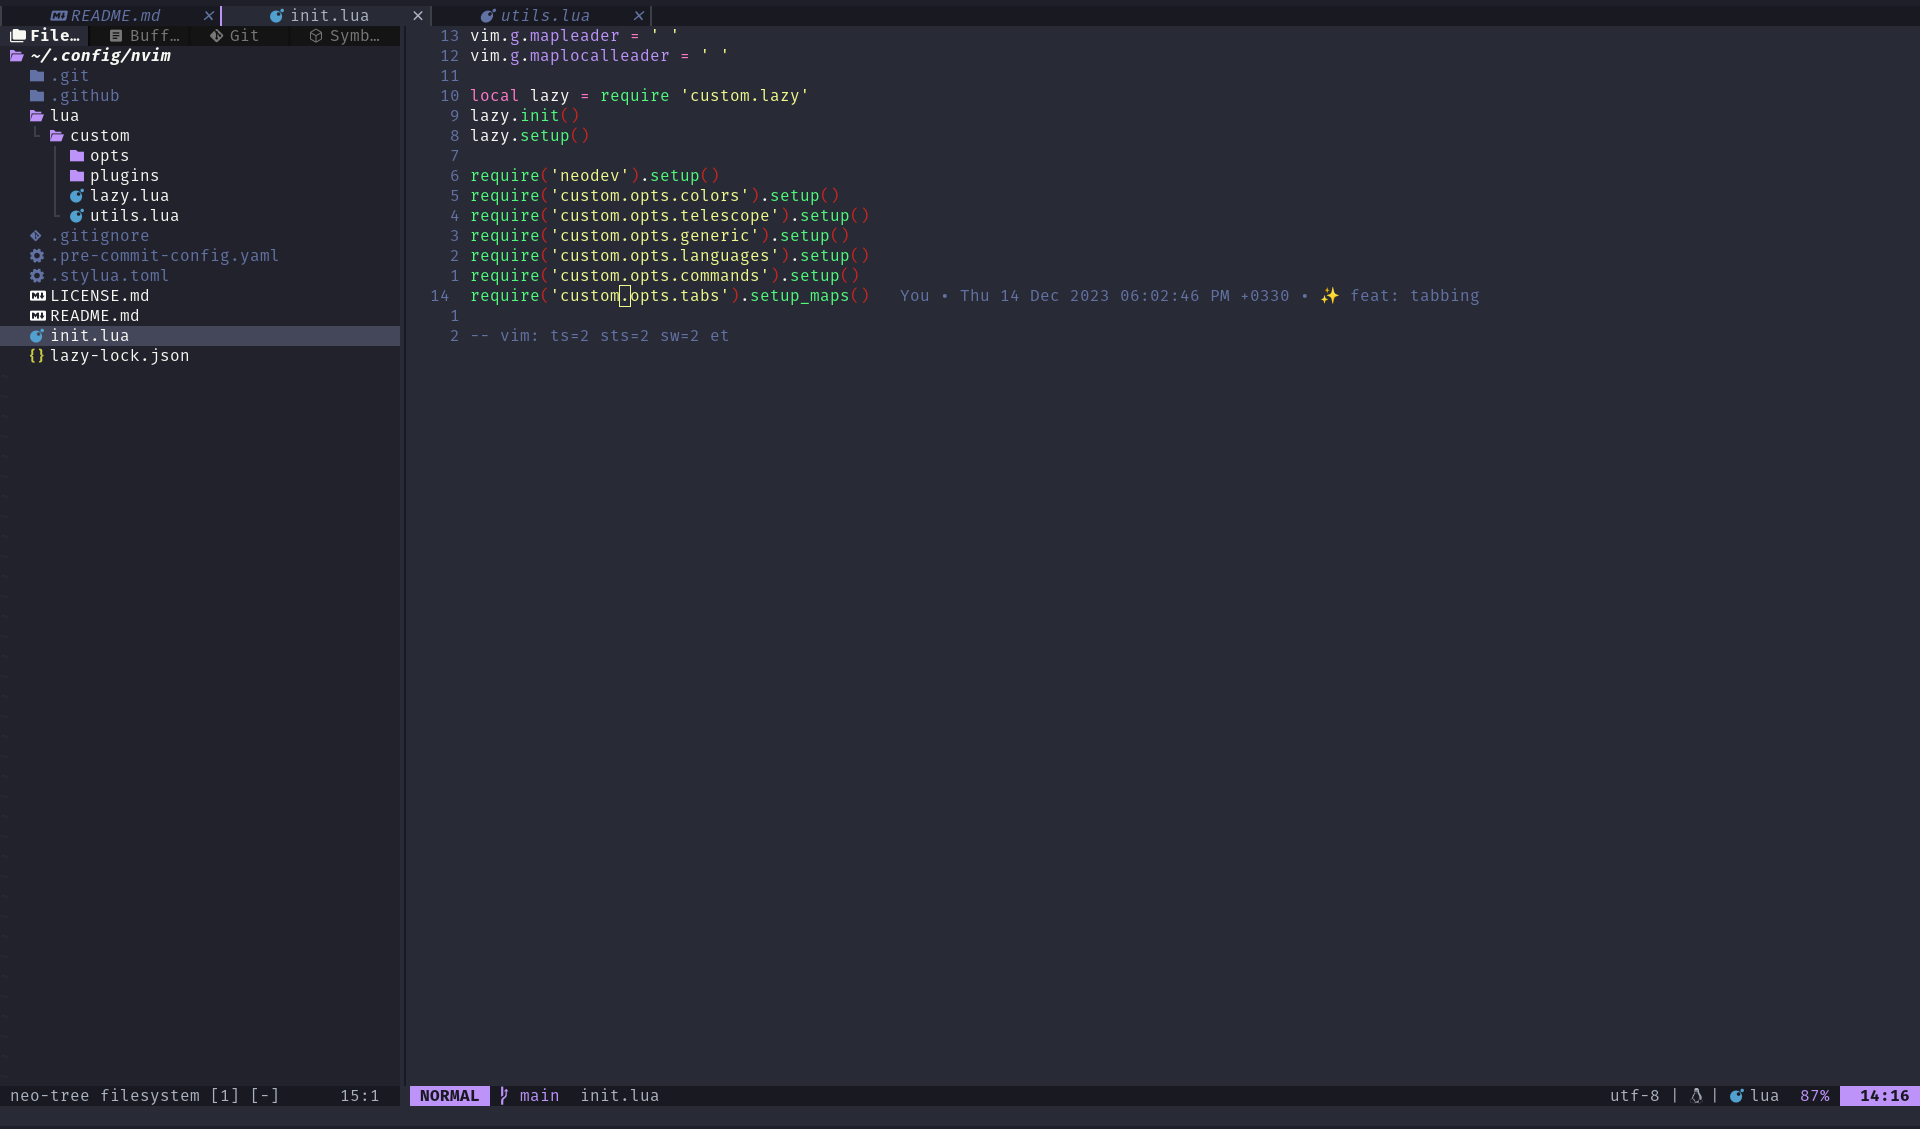 README.md ✕ init.lua ✕ utils.lua ✕
File… Buff… Git Symb…
~/.config/nvim
.git
.github
lua
custom
opts
plugins
lazy.lua
utils.lua
.gitignore
.pre-commit-config.yaml
.stylua.toml
LICENSE.md
README.md
init.lua
{} lazy-lock.json
13 vim.g.mapleader = ' '
12 vim.g.maplocalleader = ' '
11
10 local lazy = require 'custom.lazy'
9 lazy.init()
8 lazy.setup()
7
6 require('neodev').setup()
5 require('custom.opts.colors').setup()
4 require('custom.opts.telescope').setup()
3 require('custom.opts.generic').setup()
2 require('custom.opts.languages').setup()
1 require('custom.opts.commands').setup()
14 require('custom.opts.tabs').setup_maps() You • Thu 14 Dec 2023 06:02:46 PM +0330 • ✨ feat: tabbing
1
2 -- vim: ts=2 sts=2 sw=2 et
neo-tree filesystem [1] [-] 15:1 NORMAL main init.lua utf-8 | | lua 87% 14:16